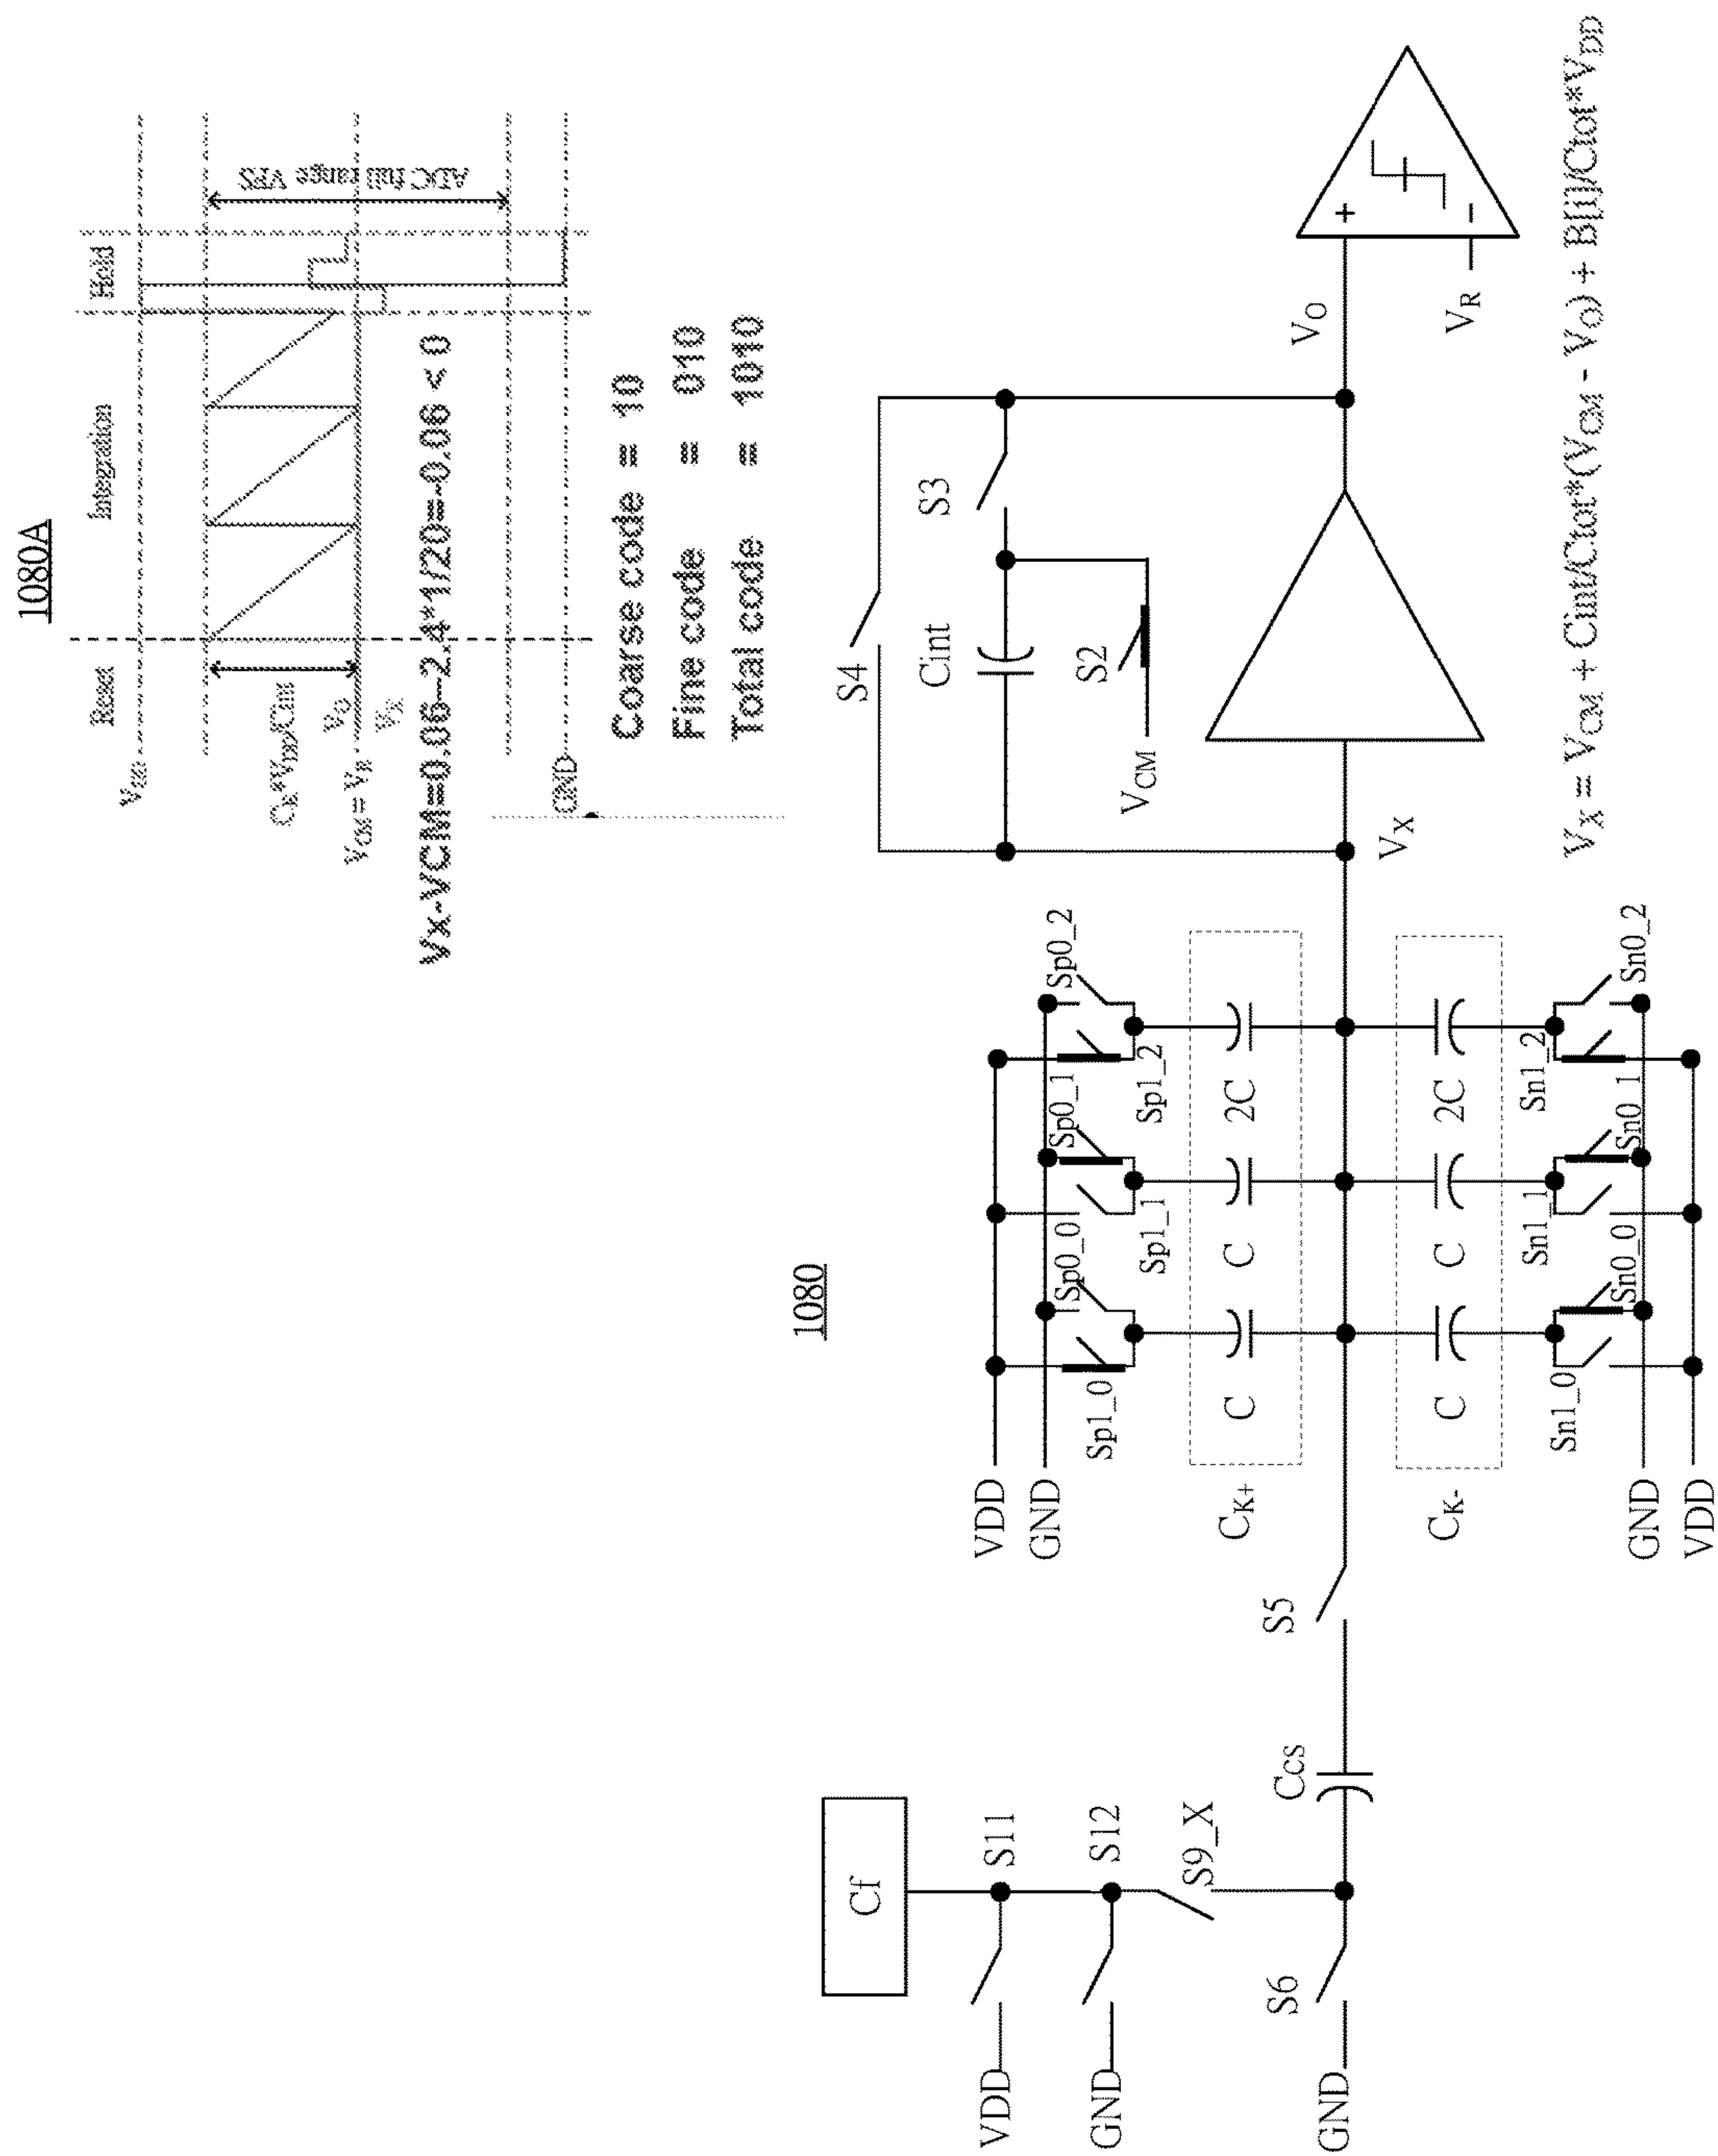 1080A
Reset
Integration
Hold
VDD
CK*VDD/Cint
VO
VCM = VR
VX
GND
ADC full range VFS
Vx-VCM=0.06-2.4*1/20=-0.06 < 0
Coarse code = 10
Fine code = 010
Total code = 1010
1080
S4
S3
Cint
S2
VCM
VX
VO
VR
+
-
VDD
GND
Sp1_0
Sp0_0
Sp1_1
Sp0_1
Sp1_2
Sp0_2
CK+
C
C
2C
CK-
C
C
2C
Sn1_0
Sn0_0
Sn1_1
Sn0_1
Sn1_2
Sn0_2
GND
VDD
Cf
VDD
S11
GND
S12
S9_X
GND
S6
Ccs
S5
VX = VCM + Cint/Ctot*(VCM - VO) + B[i]/Ctot*VDD